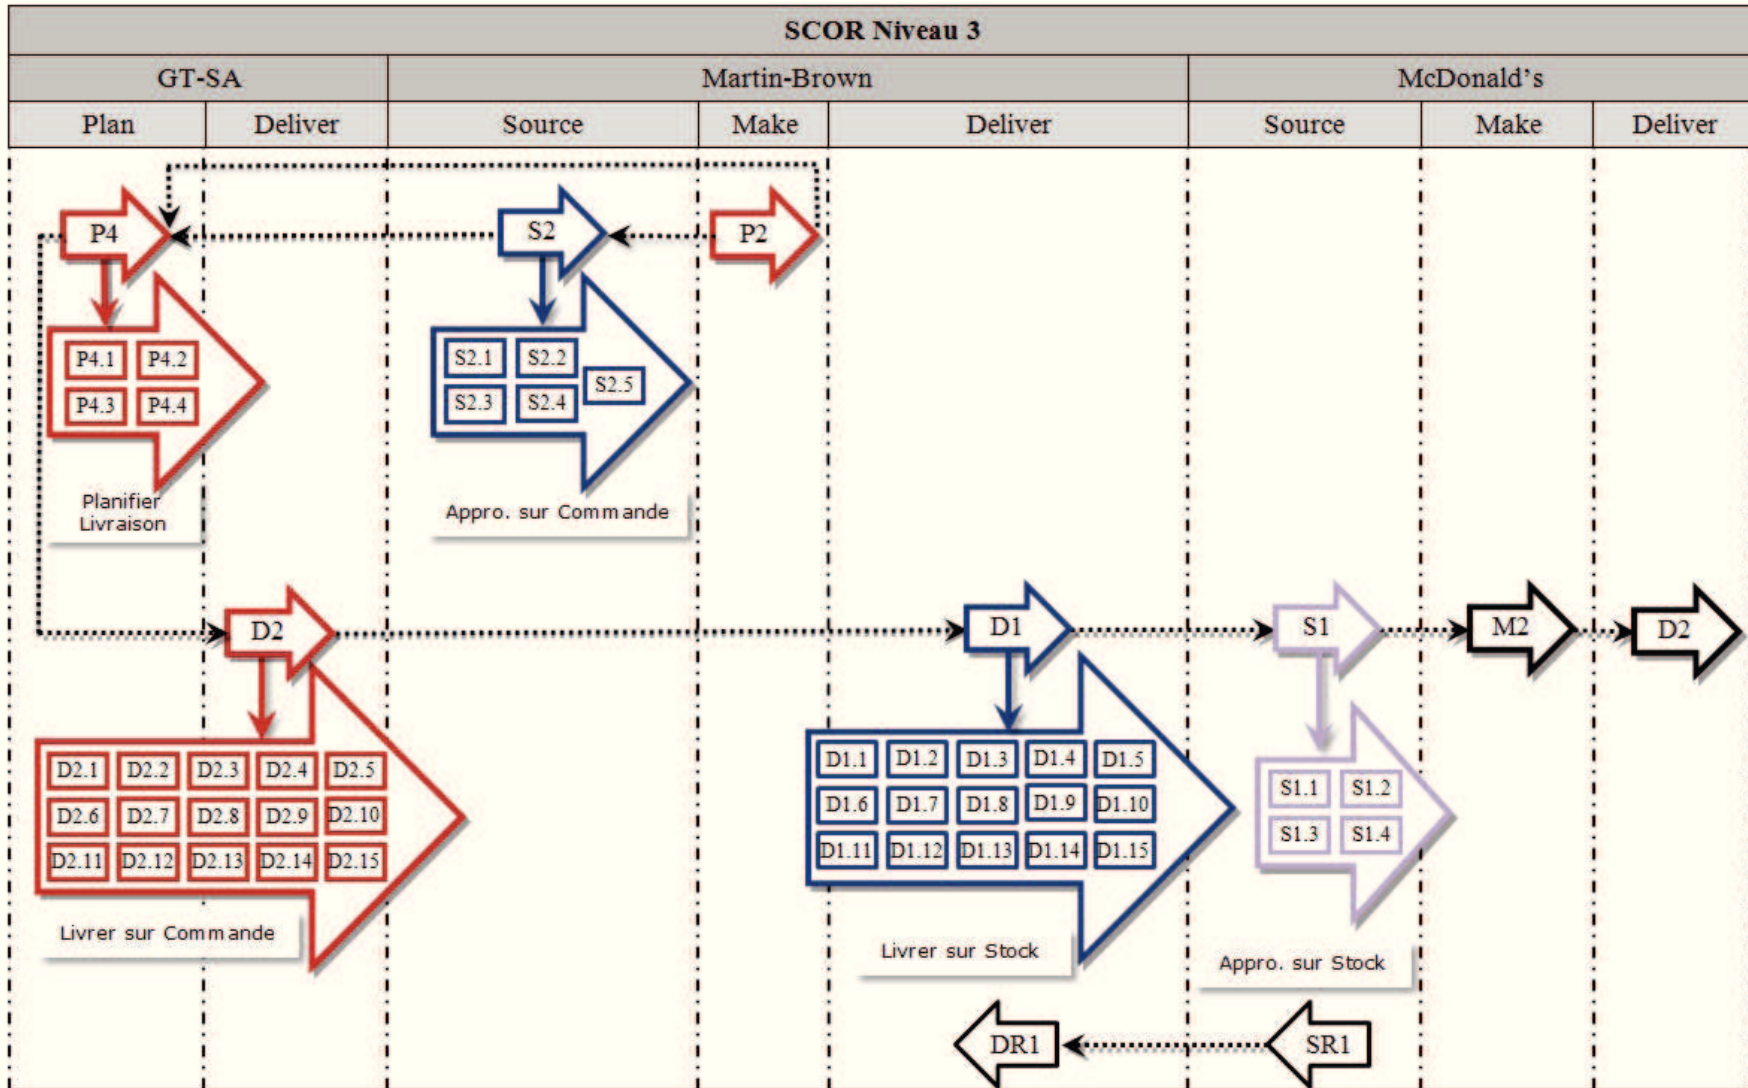 SCOR Niveau 3
GT-SA
Martin-Brown
McDonald's
Plan
Deliver
Source
Make
Deliver
Source
Make
Deliver
P4
S2
P2
P4.1
P4.2
P4.3
P4.4
S2.1
S2.2
S2.3
S2.4
S2.5
Planifier
Livraison
Appro. sur Commande
D2
D1
S1
M2
D2
D2.1
D2.2
D2.3
D2.4
D2.5
D2.6
D2.7
D2.8
D2.9
D2.10
D2.11
D2.12
D2.13
D2.14
D2.15
D1.1
D1.2
D1.3
D1.4
D1.5
D1.6
D1.7
D1.8
D1.9
D1.10
D1.11
D1.12
D1.13
D1.14
D1.15
S1.1
S1.2
S1.3
S1.4
Livrer sur Commande
Livrer sur Stock
Appro. sur Stock
DR1
SR1